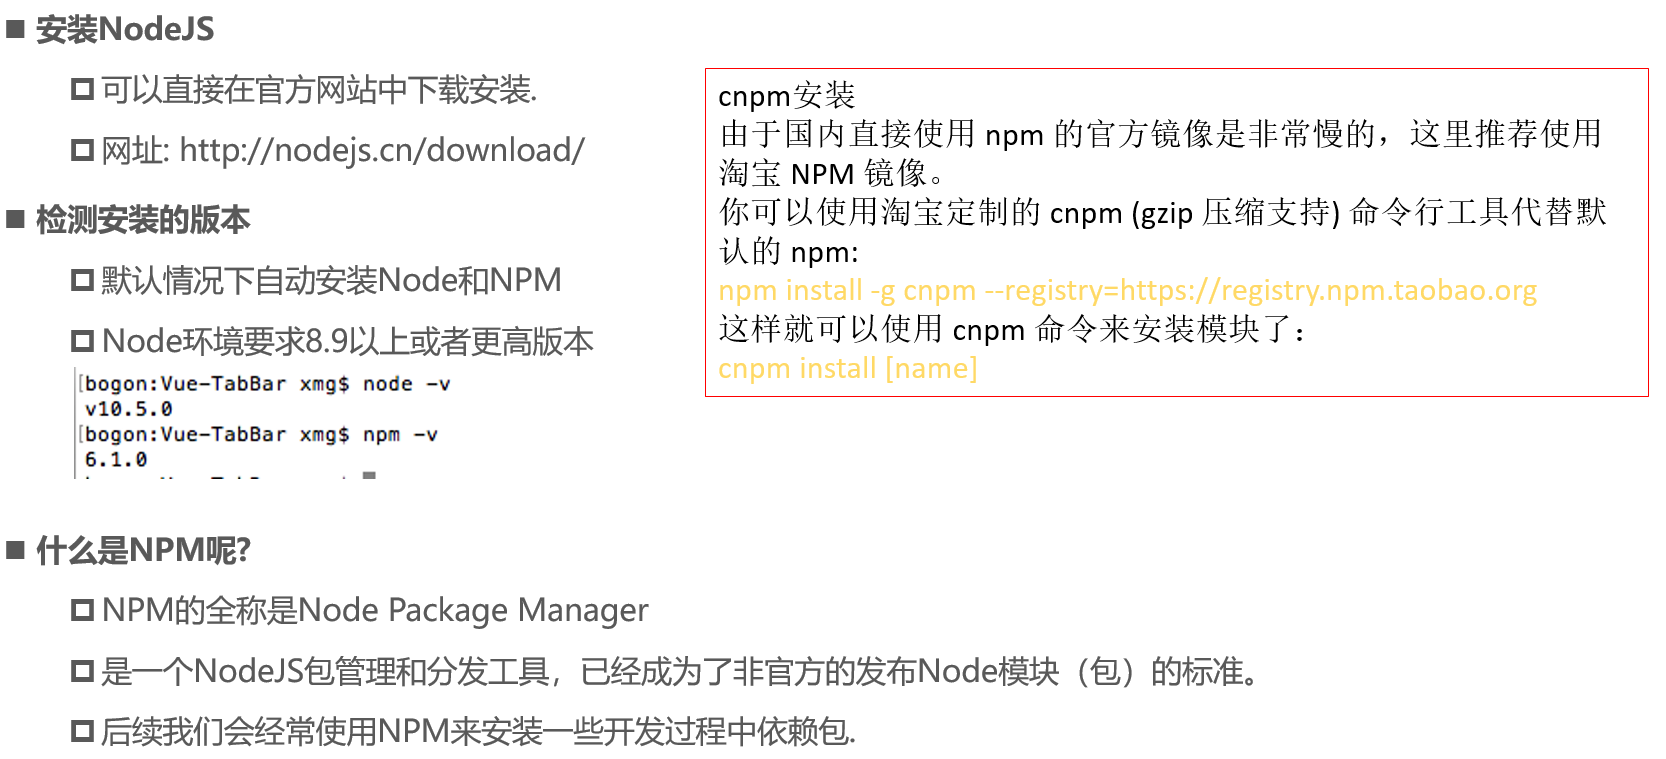 安装NodeJS
可以直接在官方网站中下载安装.
网址: http://nodejs.cn/download/
检测安装的版本
默认情况下自动安装Node和NPM
Node环境要求8.9以上或者更高版本
[bogon:Vue-TabBar xmg$ node -v
v10.5.0
[bogon:Vue-TabBar xmg$ npm -v
6.1.0
cnpm安装
由于国内直接使用 npm 的官方镜像是非常慢的，这里推荐使用
淘宝 NPM 镜像。
你可以使用淘宝定制的 cnpm (gzip 压缩支持) 命令行工具代替默
认的 npm:
npm install -g cnpm --registry=https://registry.npm.taobao.org
这样就可以使用 cnpm 命令来安装模块了：
cnpm install [name]
什么是NPM呢?
NPM的全称是Node Package Manager
是一个NodeJS包管理和分发工具，已经成为了非官方的发布Node模块（包）的标准。
后续我们会经常使用NPM来安装一些开发过程中依赖包.